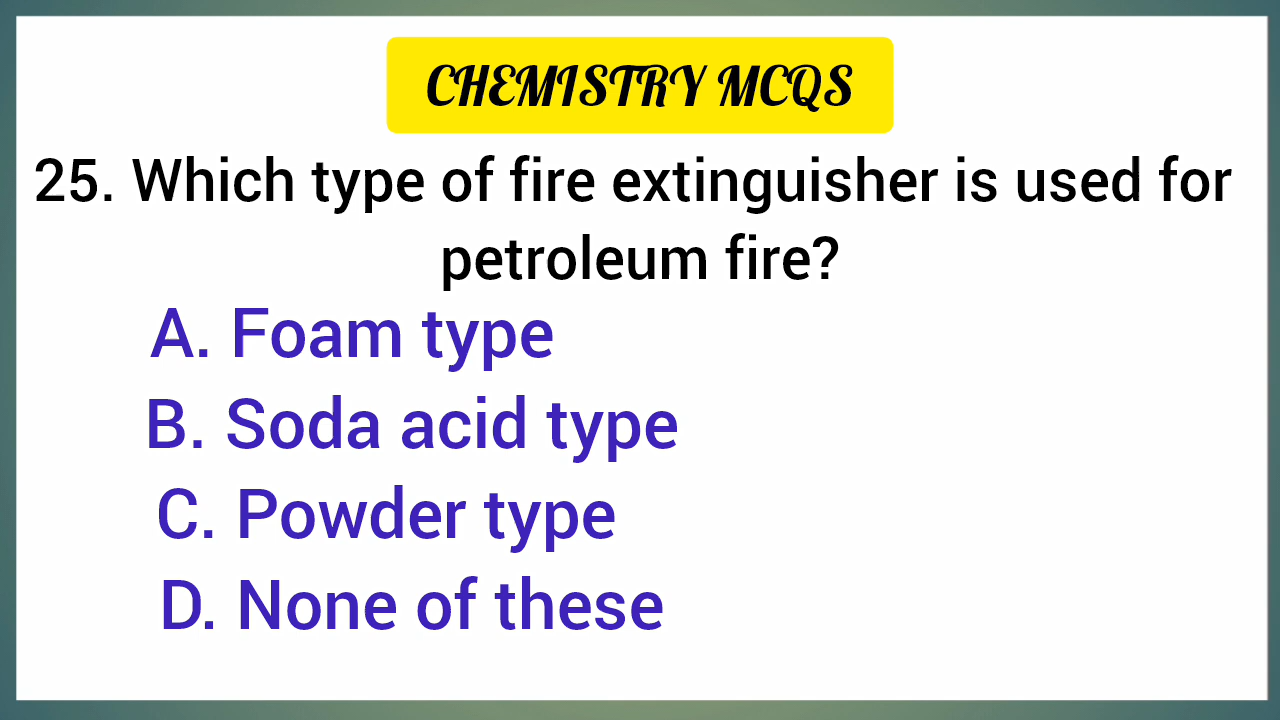 CHEMISTRY MCQS
25. Which type of fire extinguisher is used for
petroleum fire?
A. Foam type
B. Soda acid type
C. Powder type
D. None of these